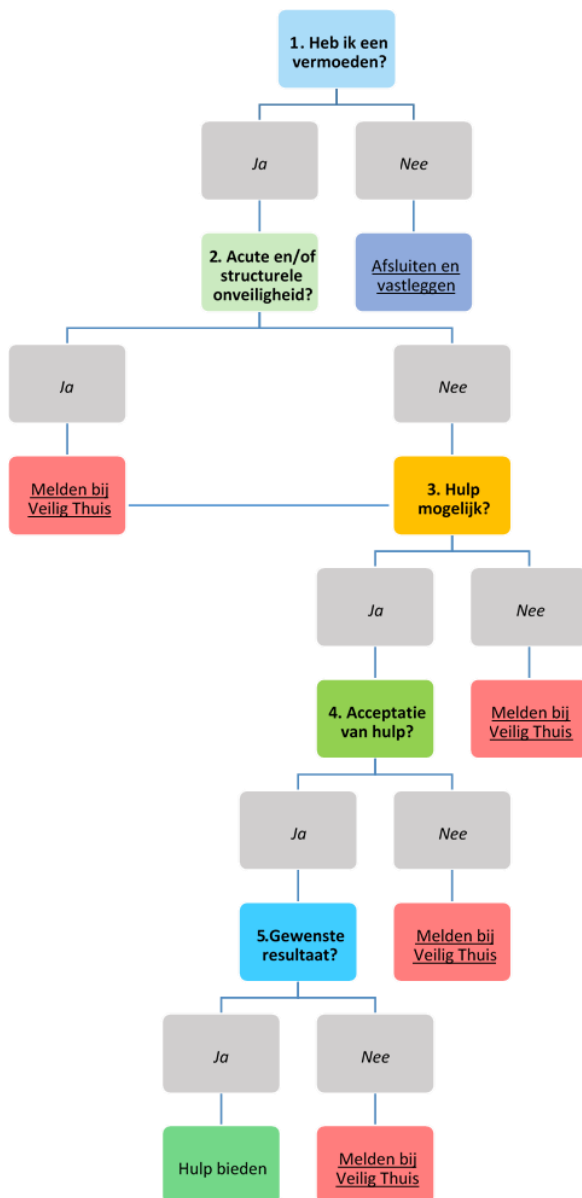 1. Heb ik een
vermoeden?
Ja
Nee
2. Acute en/of
structurele
onveiligheid?
Afsluiten en
vastleggen
Ja
Nee
Melden bij
Veilig Thuis
3. Hulp
mogelijk?
Ja
Nee
4. Acceptatie
van hulp?
Melden bij
Veilig Thuis
Ja
Nee
5.Gewenste
resultaat?
Melden bij
Veilig Thuis
Ja
Nee
Hulp bieden
Melden bij
Veilig Thuis